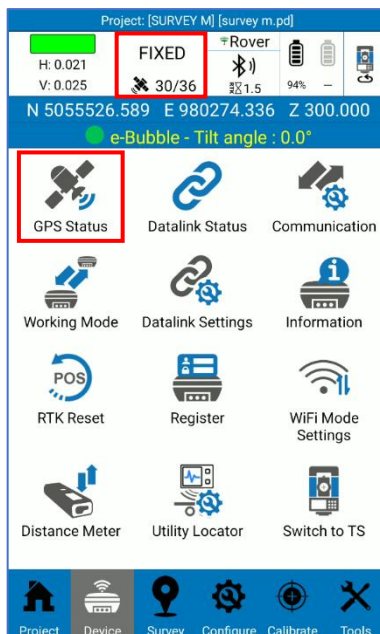 Project: [SURVEY M] [survey m.pd]
H: 0.021
V: 0.025
FIXED
30/36
Rover
1.5
94%
–
N 5055526.589 E 980274.336 Z 300.000
e-Bubble - Tilt angle : 0.0°
GPS Status
Datalink Status
Communication
Working Mode
Datalink Settings
Information
POS
RTK Reset
Register
WiFi Mode
Settings
Distance Meter
Utility Locator
Switch to TS
Project
Device
Survey
Configure
Calibrate
Tools